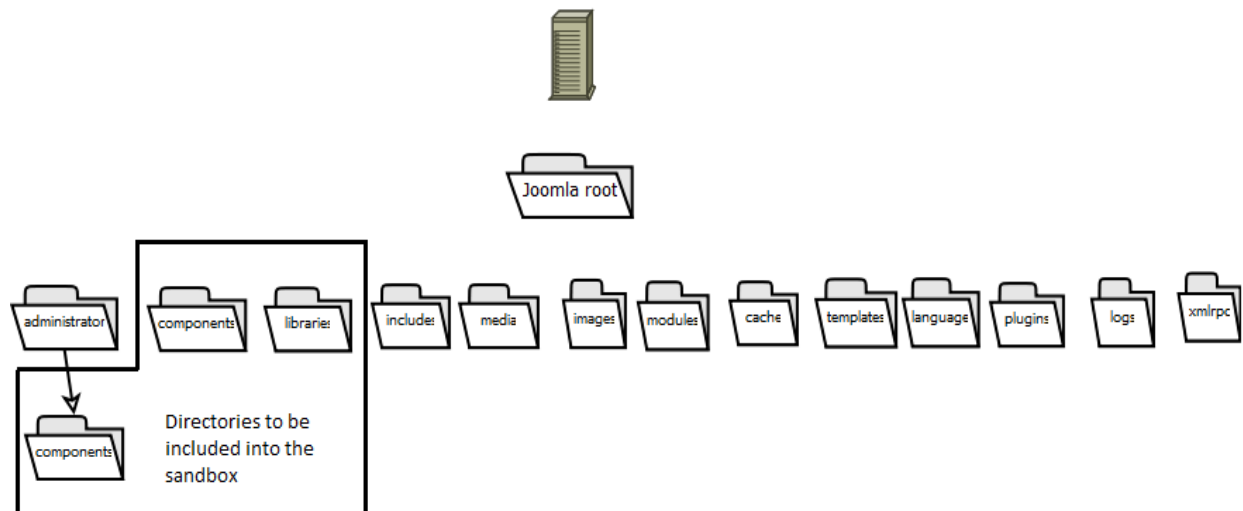 Joomla root
administrator
components
libraries
includes
media
images
modules
cache
templates
language
plugins
logs
xmlrpc
components
Directories to be
included into the
sandbox